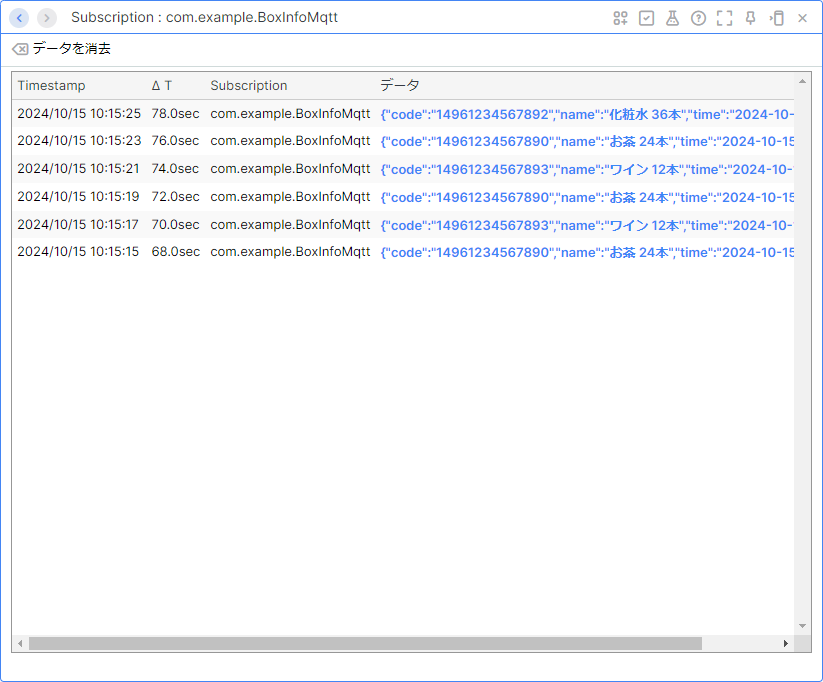 Subscription : com.example.BoxInfoMqtt
データを消去
Timestamp Δ T Subscription データ
2024/10/15 10:15:25 78.0sec com.example.BoxInfoMqtt {"code":"14961234567892","name":"化粧水 36本","time":"2024-10-
2024/10/15 10:15:23 76.0sec com.example.BoxInfoMqtt {"code":"14961234567890","name":"お茶 24本","time":"2024-10-15
2024/10/15 10:15:21 74.0sec com.example.BoxInfoMqtt {"code":"14961234567893","name":"ワイン 12本","time":"2024-10-
2024/10/15 10:15:19 72.0sec com.example.BoxInfoMqtt {"code":"14961234567890","name":"お茶 24本","time":"2024-10-15
2024/10/15 10:15:17 70.0sec com.example.BoxInfoMqtt {"code":"14961234567893","name":"ワイン 12本","time":"2024-10-
2024/10/15 10:15:15 68.0sec com.example.BoxInfoMqtt {"code":"14961234567890","name":"お茶 24本","time":"2024-10-15